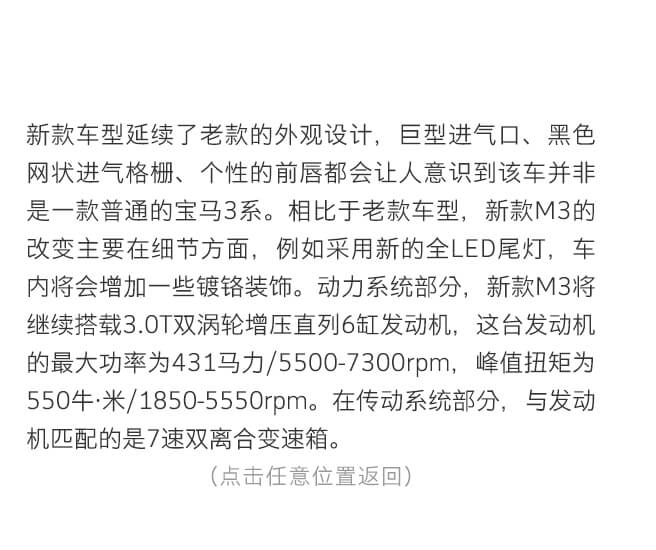 新款车型延续了老款的外观设计，巨型进气口、黑色
网状进气格栅、个性的前唇都会让人意识到该车并非
是一款普通的宝马3系。相比于老款车型，新款M3的
改变主要在细节方面，例如采用新的全LED尾灯，车
内将会增加一些镀铬装饰。动力系统部分，新款M3将
继续搭载3.0T双涡轮增压直列6缸发动机，这台发动机
的最大功率为431马力/5500-7300rpm，峰值扭矩为
550牛·米/1850-5550rpm。在传动系统部分，与发动
机匹配的是7速双离合变速箱。
（点击任意位置返回）